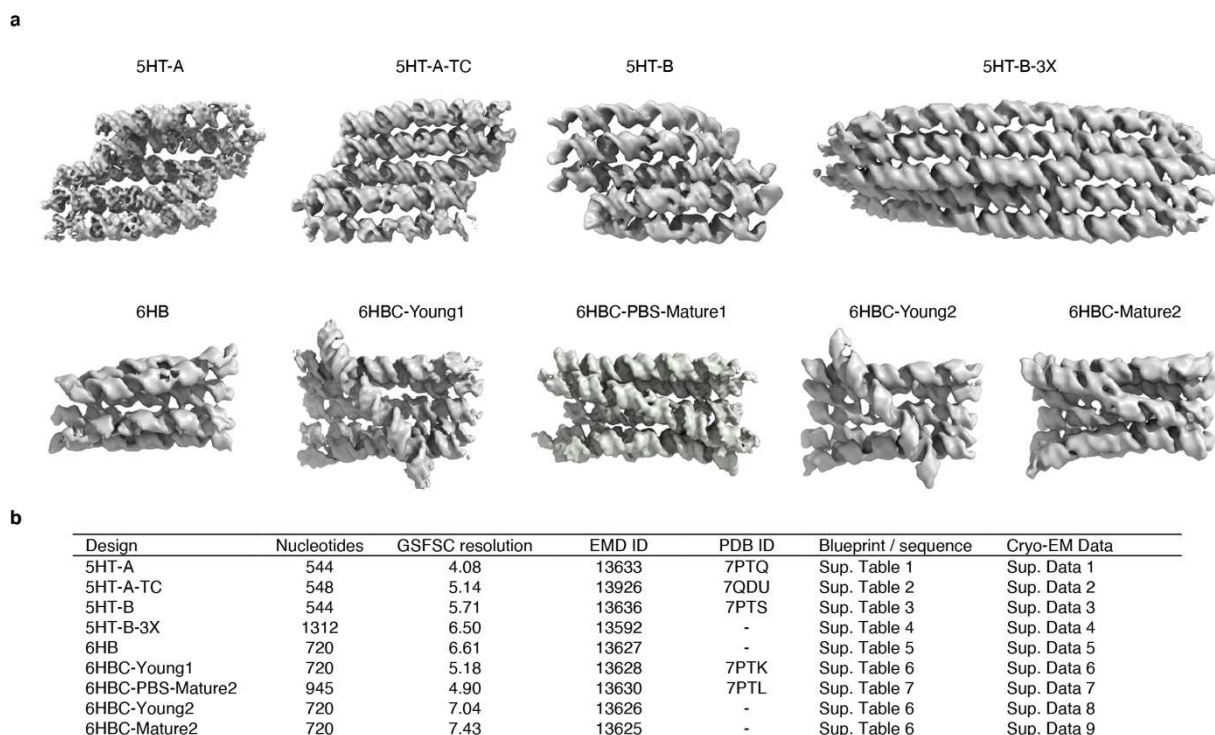 a
5HT-A 5HT-A-TC 5HT-B 5HT-B-3X
6HB 6HBC-Young1 6HBC-PBS-Mature1 6HBC-Young2 6HBC-Mature2
b
Design Nucleotides GSFSC resolution EMD ID PDB ID Blueprint / sequence Cryo-EM Data
5HT-A 544 4.08 13633 7PTQ Sup. Table 1 Sup. Data 1
5HT-A-TC 548 5.14 13926 7QDU Sup. Table 2 Sup. Data 2
5HT-B 544 5.71 13636 7PTS Sup. Table 3 Sup. Data 3
5HT-B-3X 1312 6.50 13592 - Sup. Table 4 Sup. Data 4
6HB 720 6.61 13627 - Sup. Table 5 Sup. Data 5
6HBC-Young1 720 5.18 13628 7PTK Sup. Table 6 Sup. Data 6
6HBC-PBS-Mature2 945 4.90 13630 7PTL Sup. Table 7 Sup. Data 7
6HBC-Young2 720 7.04 13626 - Sup. Table 6 Sup. Data 8
6HBC-Mature2 720 7.43 13625 - Sup. Table 6 Sup. Data 9